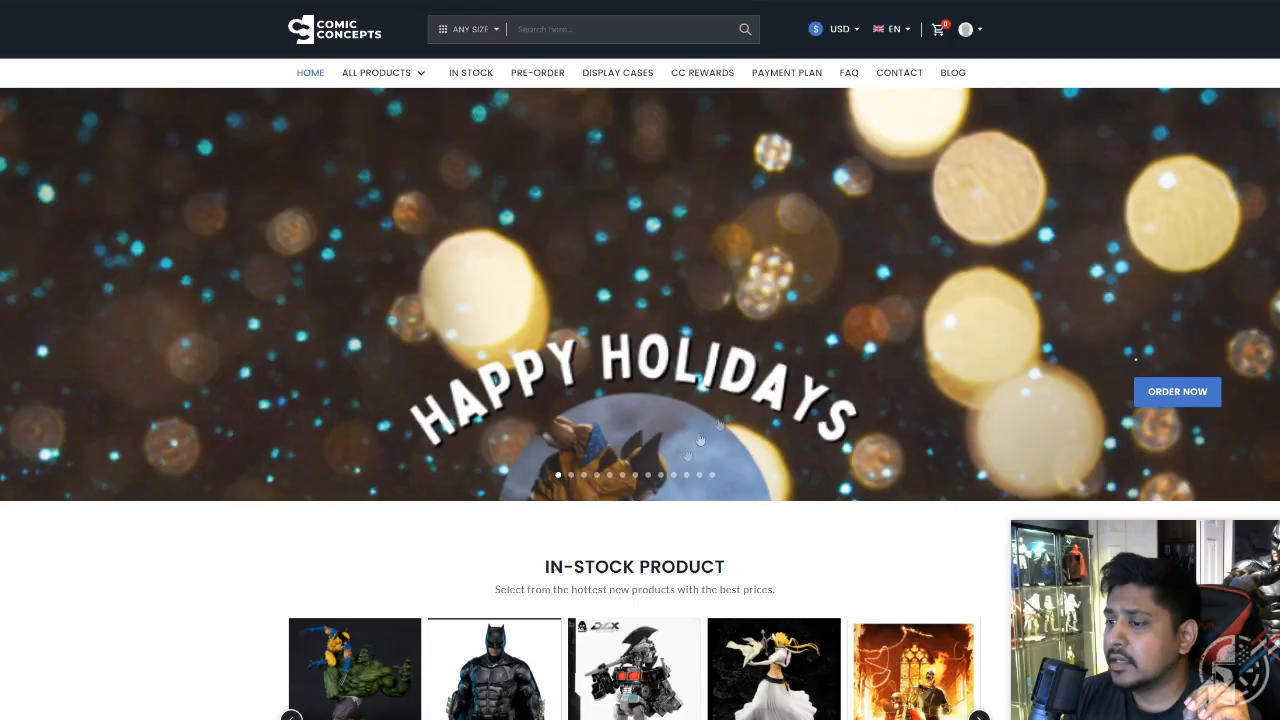 COMIC
CONCEPTS
ANY SIZE
Search here...
$ USD
EN
0
HOME
ALL PRODUCTS
IN STOCK
PRE-ORDER
DISPLAY CASES
CC REWARDS
PAYMENT PLAN
FAQ
CONTACT
BLOG
HAPPY HOLIDAYS
ORDER NOW
IN-STOCK PRODUCT
Select from the hottest new products with the best prices.
DLX